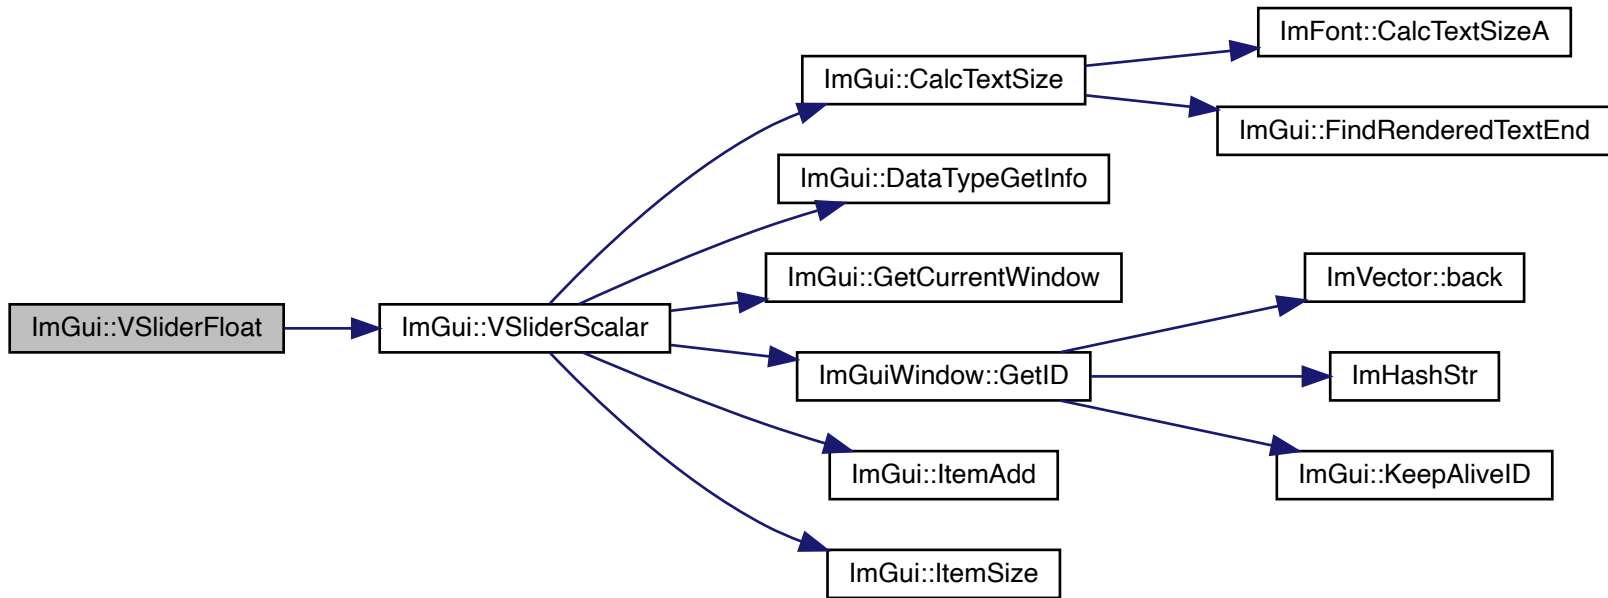 ImGui::VSliderFloat
ImGui::VSliderScalar
ImGui::CalcTextSize
ImFont::CalcTextSizeA
ImGui::FindRenderedTextEnd
ImGui::DataTypeGetInfo
ImGui::GetCurrentWindow
ImGuiWindow::GetID
ImVector::back
ImHashStr
ImGui::KeepAliveID
ImGui::ItemAdd
ImGui::ItemSize